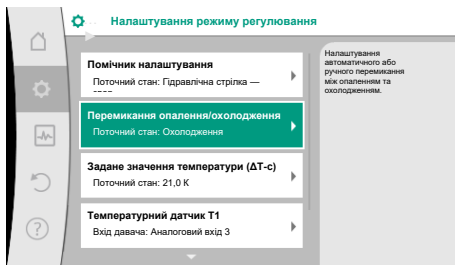 Налаштування режиму регулювання
Помічник налаштування
Поточний стан: Гідравлічна стрілка —
Перемикання опалення/охолодження
Поточний стан: Охолодження
Задане значення температури (ΔT-c)
Поточний стан: 21,0 K
Температурний датчик T1
Вхід давача: Аналоговий вхід 3
Налаштування
автоматичного або
ручного перемикання
між опаленням та
охолодженням.